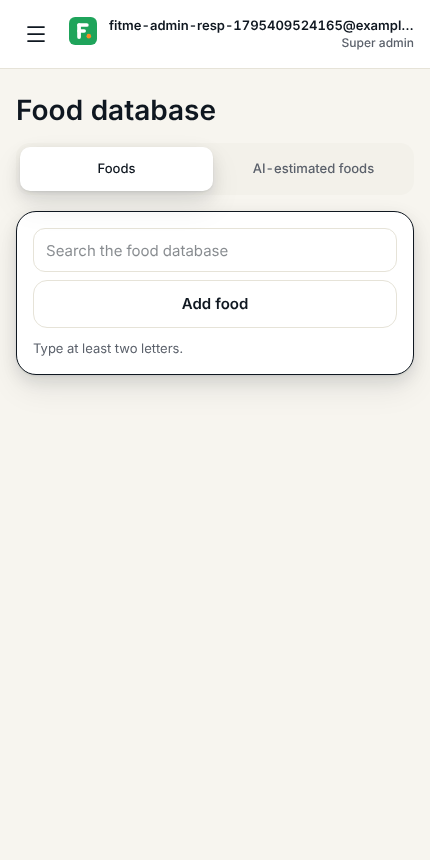 F.
fitme-admin-resp-1795409524165@exampl...
Super admin
Food database
Foods
AI-estimated foods
Search the food database
Add food
Type at least two letters.